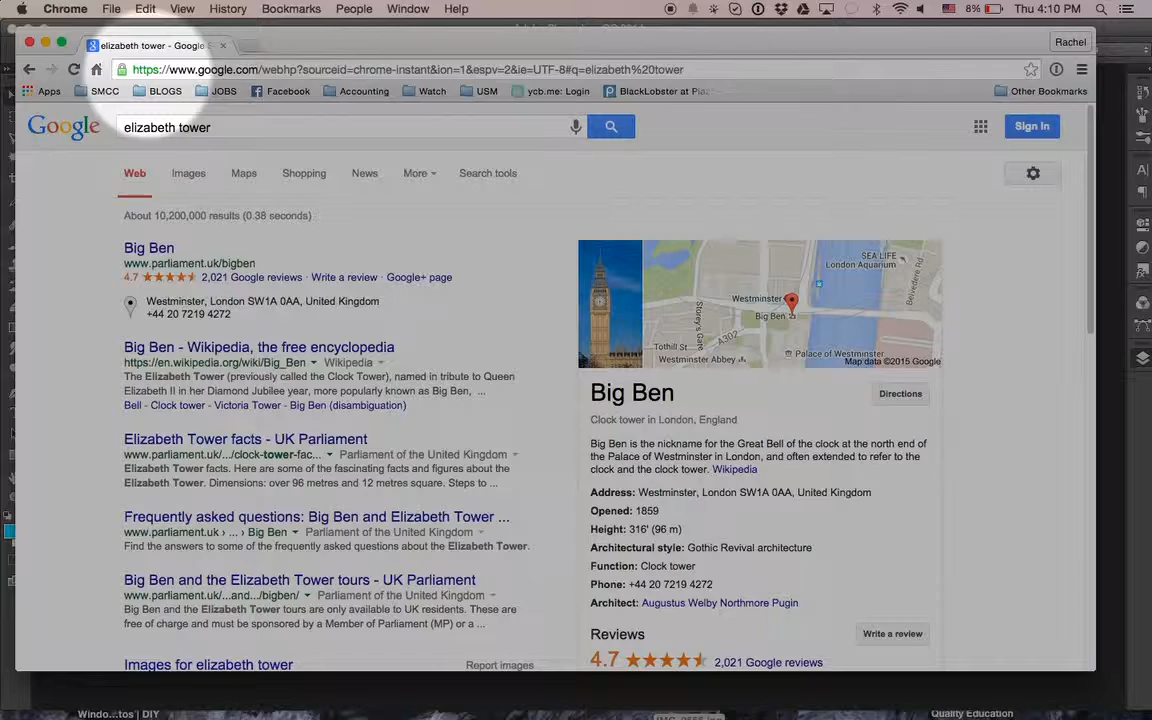 Chrome File Edit View History Bookmarks People Window Help 8% Thu 4:10 PM
elizabeth tower - Google S
Rachel
https://www.google.com/webhp?sourceid=chrome-instant&ion=1&espv=2&ie=UTF-8#q=elizabeth%20tower
Apps SMCC BLOGS JOBS Facebook Accounting Watch USM ycb.me: Login BlackLobster at Other Bookmarks
Google elizabeth tower Sign in
Web Images Maps Shopping News More Search tools
About 10,200,000 results (0.38 seconds)
Big Ben
www.parliament.uk/bigben
4.7 2,021 Google reviews · Write a review · Google+ page
Westminster, London SW1A 0AA, United Kingdom
+44 20 7219 4272
Big Ben - Wikipedia, the free encyclopedia
https://en.wikipedia.org/wiki/Big_Ben Wikipedia
The Elizabeth Tower (previously called the Clock Tower), named in tribute to Queen
Elizabeth II in her Diamond Jubilee year, more popularly known as Big Ben, ...
Bell - Clock tower - Victoria Tower - Big Ben (disambiguation)
Elizabeth Tower facts - UK Parliament
www.parliament.uk/.../clock-tower-fac... Parliament of the United Kingdom
Elizabeth Tower facts. Here are some of the fascinating facts and figures about the
Elizabeth Tower. Dimensions: over 96 metres and 12 metres square. Steps to ...
Frequently asked questions: Big Ben and Elizabeth Tower ...
www.parliament.uk › ... › Big Ben Parliament of the United Kingdom
Find the answers to some of the frequently asked questions about the Elizabeth Tower.
Big Ben and the Elizabeth Tower tours - UK Parliament
www.parliament.uk/...and.../bigben/ Parliament of the United Kingdom
Big Ben and the Elizabeth Tower tours are only available to UK residents. These are
free of charge and must be sponsored by a Member of Parliament (MP) or a ...
Images for elizabeth tower Report images
SEA LIFE
London Aquarium
Belvedere Rd
Westminster
Big Ben
Storey's Gate
A302
Tothill St
Westminster Abbey
Palace of Westminster
Map data ©2015 Google
Big Ben Directions
Clock tower in London, England
Big Ben is the nickname for the Great Bell of the clock at the north end of
the Palace of Westminster in London, and often extended to refer to the
clock and the clock tower. Wikipedia
Address: Westminster, London SW1A 0AA, United Kingdom
Opened: 1859
Height: 316' (96 m)
Architectural style: Gothic Revival architecture
Function: Clock tower
Phone: +44 20 7219 4272
Architect: Augustus Welby Northmore Pugin
Reviews Write a review
4.7 2,021 Google reviews
Windo...tos' | DIY
Quality Education